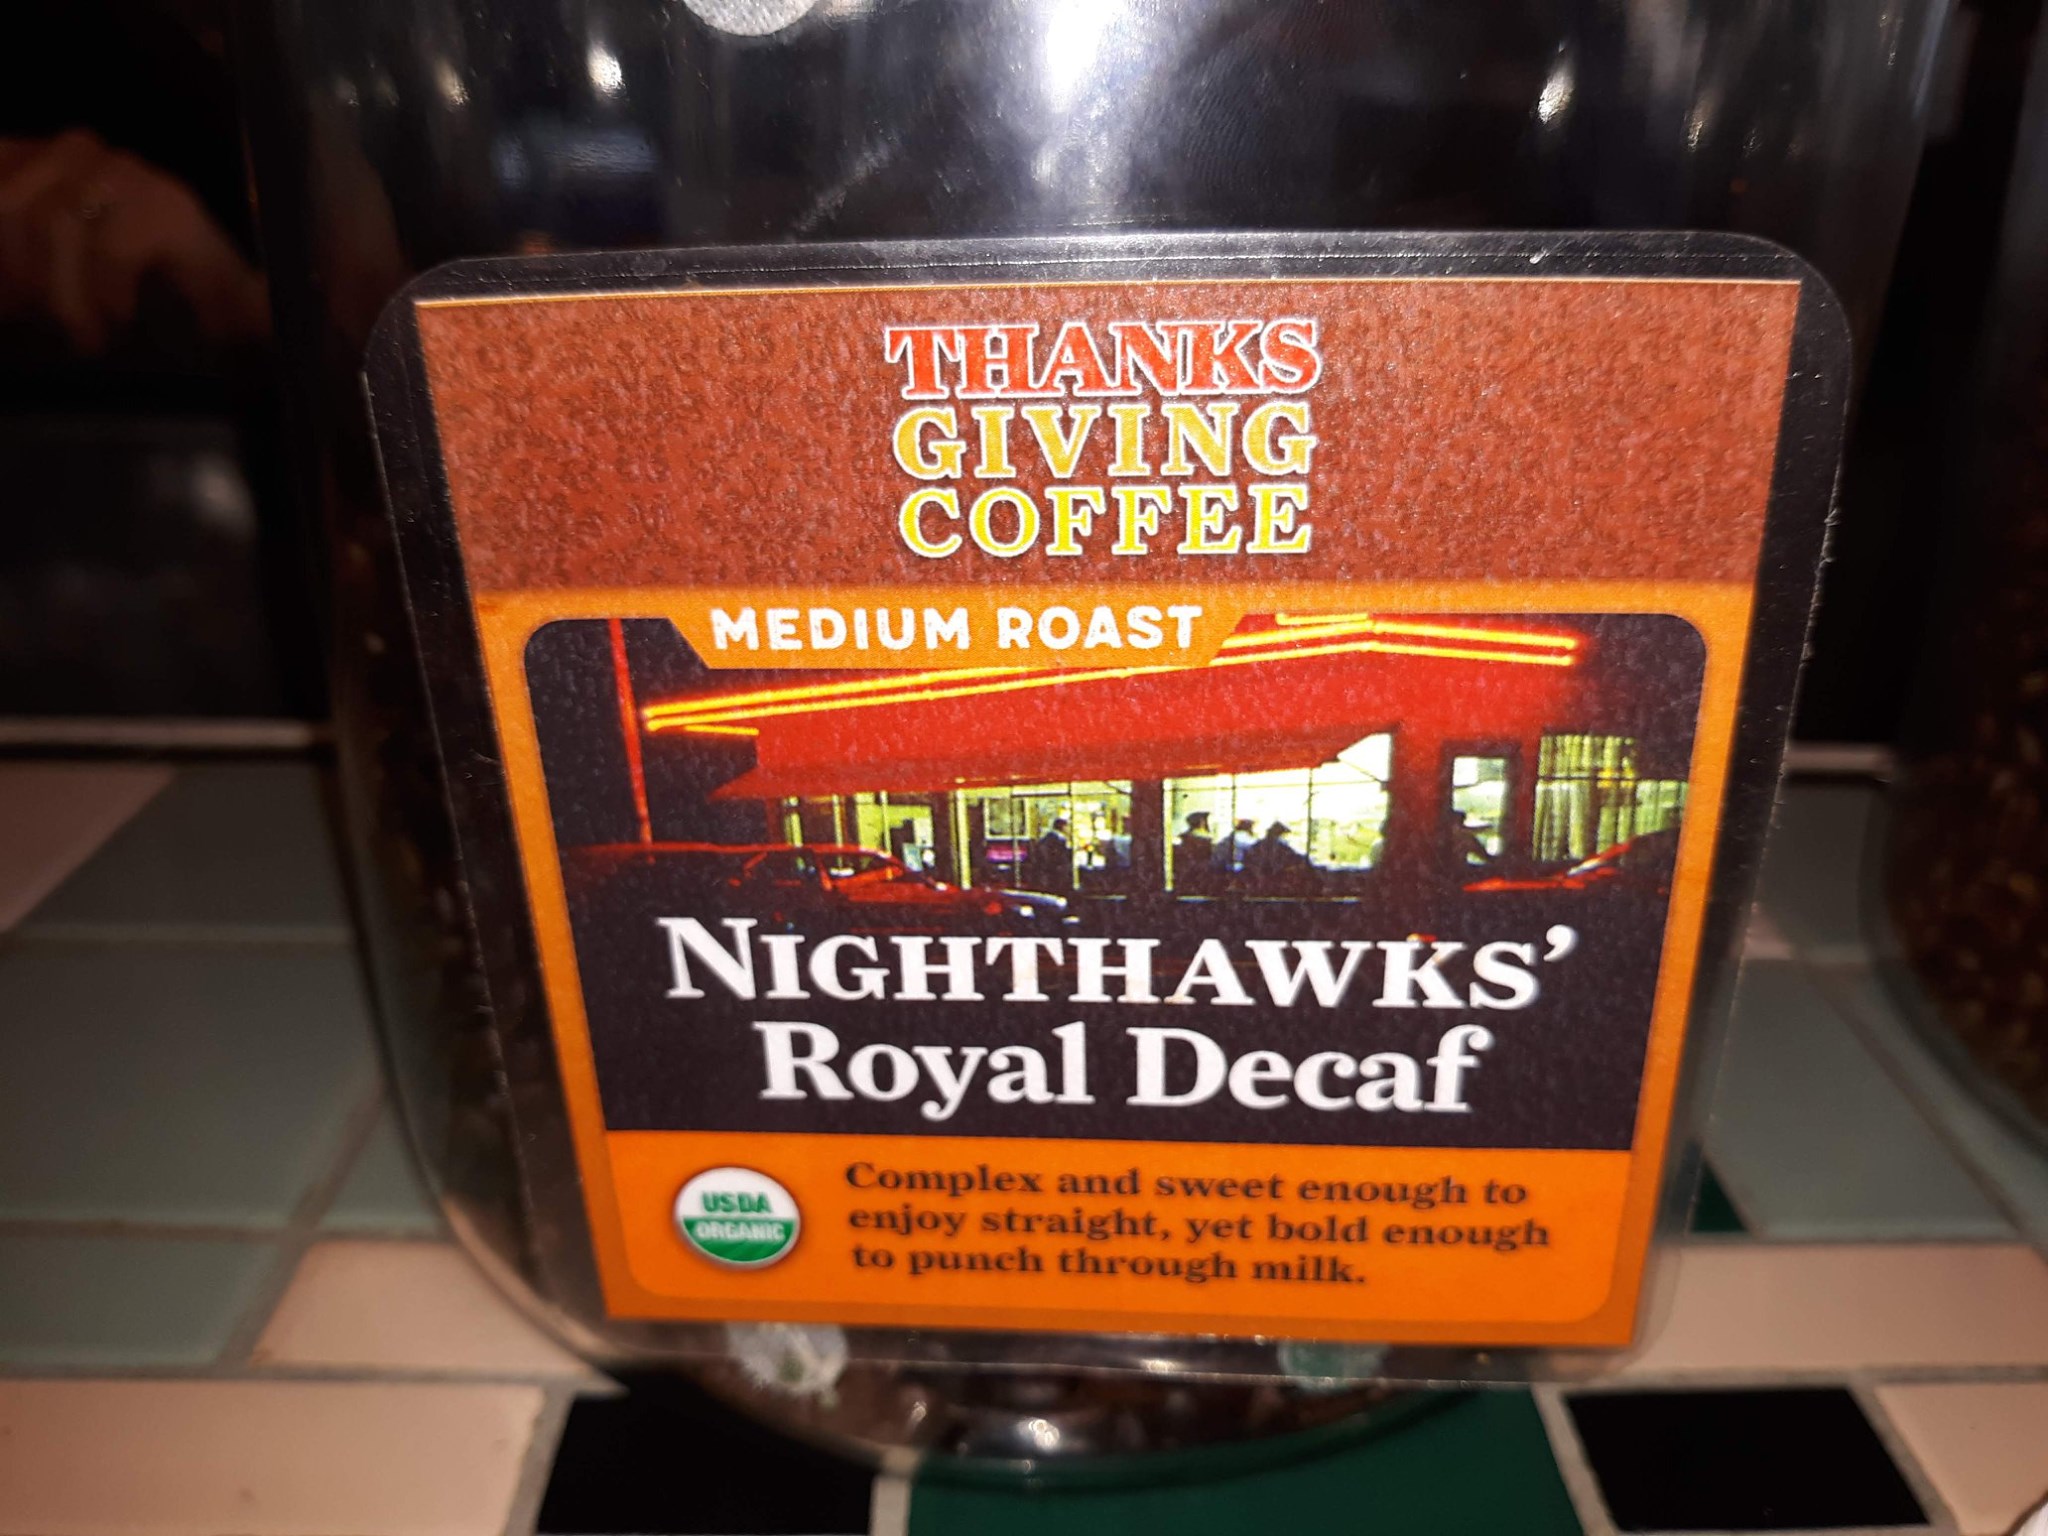 THANKS
GIVING
COFFEE
MEDIUM ROAST
NIGHTHAWKS'
Royal Decaf
USDA
ORGANIC
Complex and sweet enough to
enjoy straight, yet bold enough
to punch through milk.